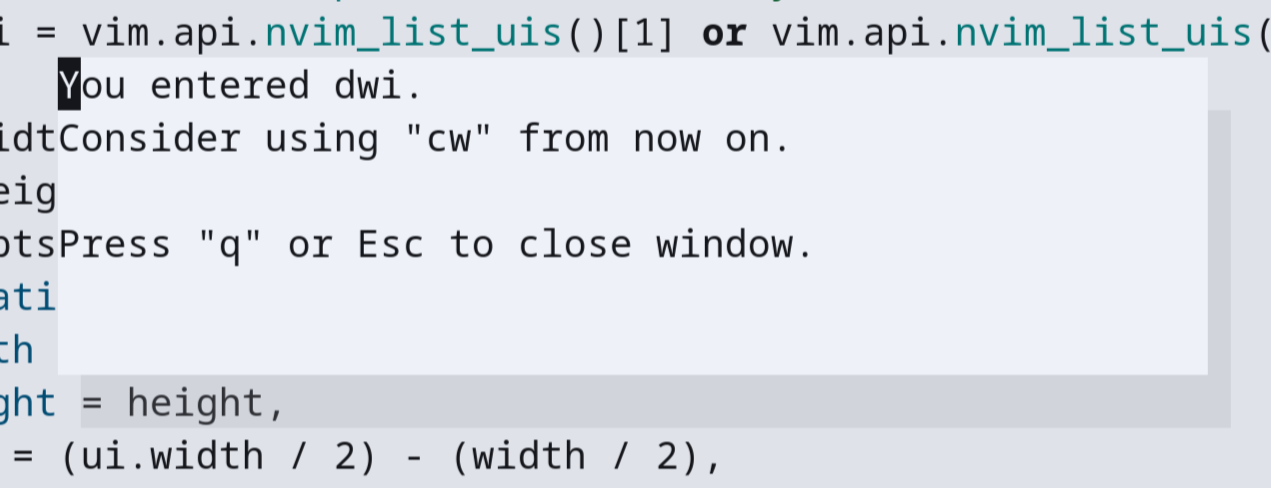 i = vim.api.nvim_list_uis()[1] or vim.api.nvim_list_uis(
You entered dwi.
idtConsider using "cw" from now on.
eig
ptsPress "q" or Esc to close window.
ati
th
ght = height,
= (ui.width / 2) - (width / 2),